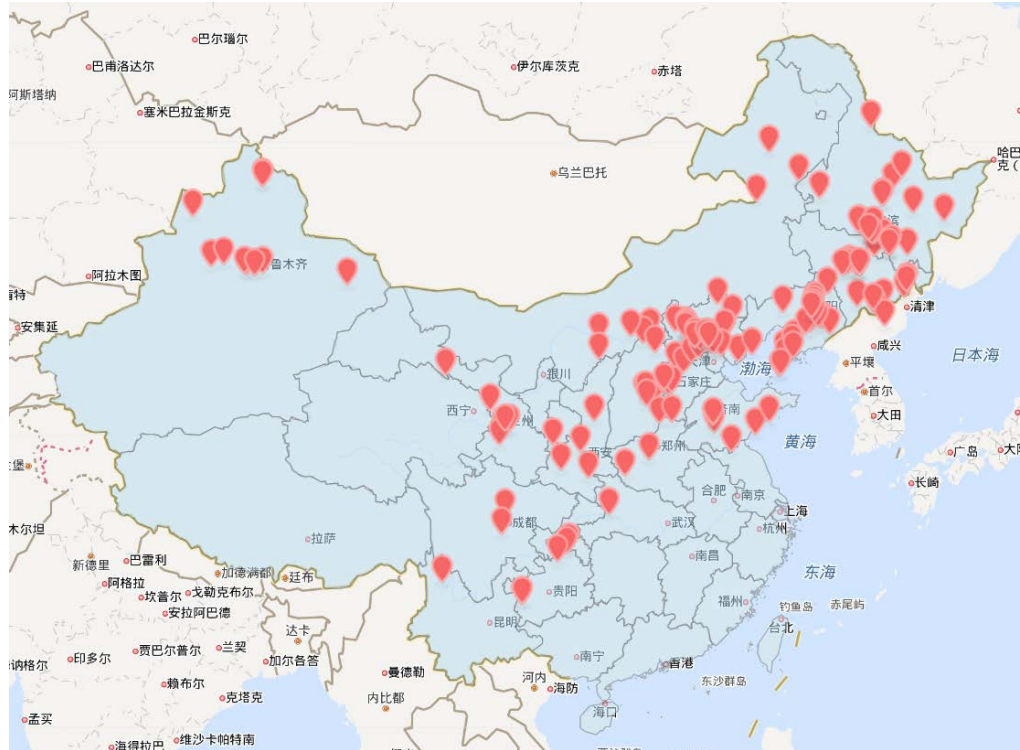 巴尔瑙尔
巴甫洛达尔
伊尔库茨克
赤塔
阿斯塔纳
塞米巴拉金斯克
哈巴
克（
乌兰巴托
滨
鲁木齐
阿拉木图
清津
安集延
咸兴
日本海
平壤
渤海
首尔
银川
石家庄
西宁
济南
大田
黄海
西安
郑州
广岛
大阪
长崎
合肥
南京
成都
上海
武汉
杭州
木尔坦
拉萨
南昌
新德里
巴雷利
东海
加德满都
廷布
阿格拉
戈勒克布尔
贵阳
坎普尔
福州
钓鱼岛
赤尾屿
安拉阿巴德
昆明
台北
达卡
兰契
印多尔
巴看尔普尔
加尔各答
南宁
香港
曼德勒
河内
东沙群岛
赖布尔
克塔克
海防
内比都
海口
孟买
维沙卡帕特南
海得拉巴